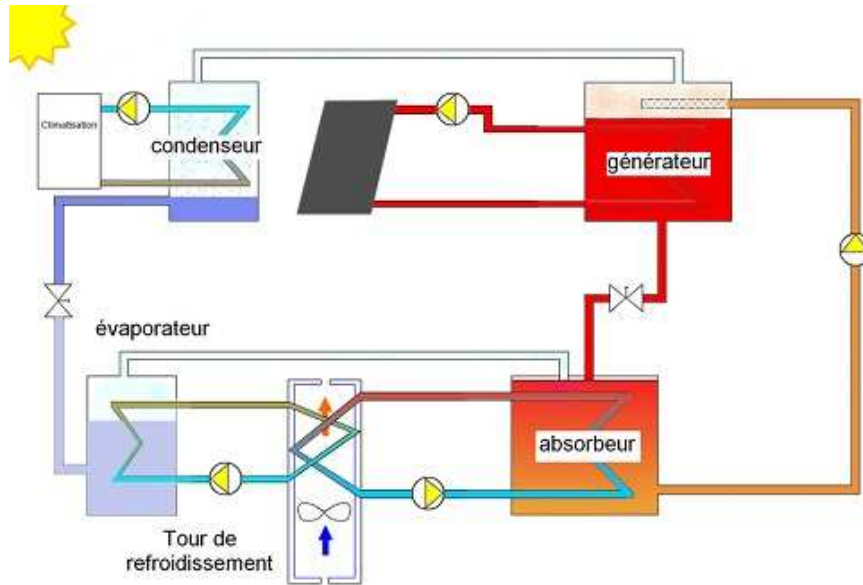 Climatisation
condenseur
générateur
évaporateur
absorbeur
Tour de
refroidissement